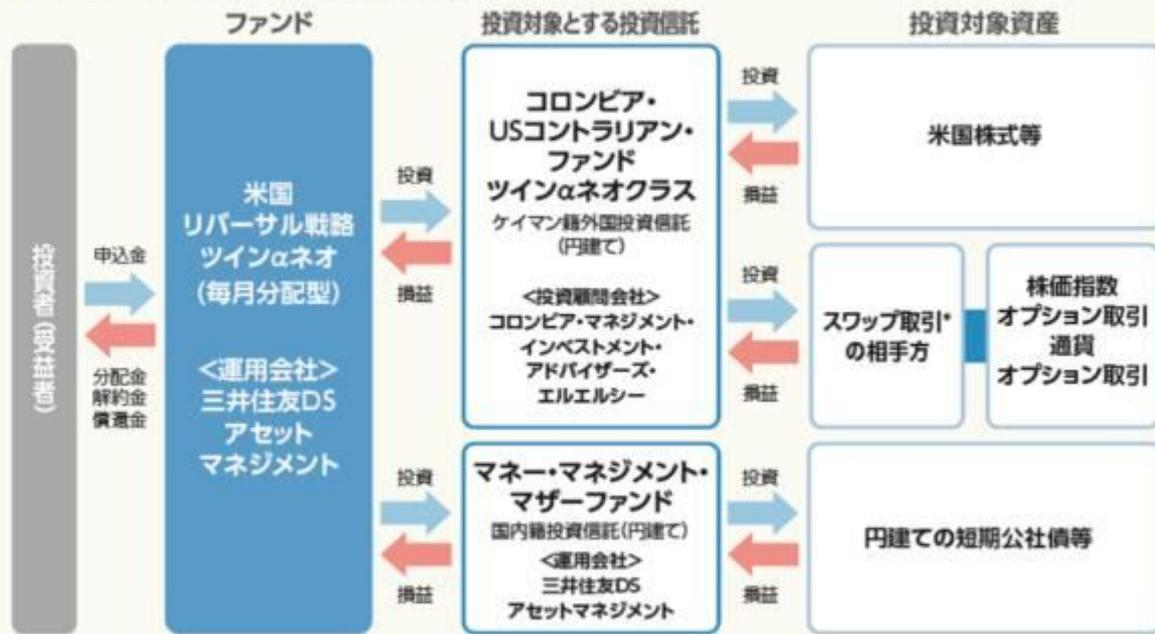 ファンド
投資対象とする投資信託
投資対象資産
投資者(受益者)
申込金
分配金
解約金
償還金
米国
リバーサル戦略
ツインαネオ
(毎月分配型)
<運用会社>
三井住友DS
アセット
マネジメント
投資
損益
投資
損益
コロンビア・
USコントラリアン・
ファンド
ツインαネオクラス
ケイマン籍外国投資信託
(円建て)
<投資顧問会社>
コロンビア・マネジメント・
インベストメント・
アドバイザーズ・
エルエルシー
マネー・マネジメント・
マザーファンド
国内籍投資信託(円建て)
<運用会社>
三井住友DS
アセットマネジメント
投資
損益
投資
損益
投資
損益
米国株式等
スワップ取引*
の相手方
株価指数
オプション取引
通貨
オプション取引
円建ての短期公社債等